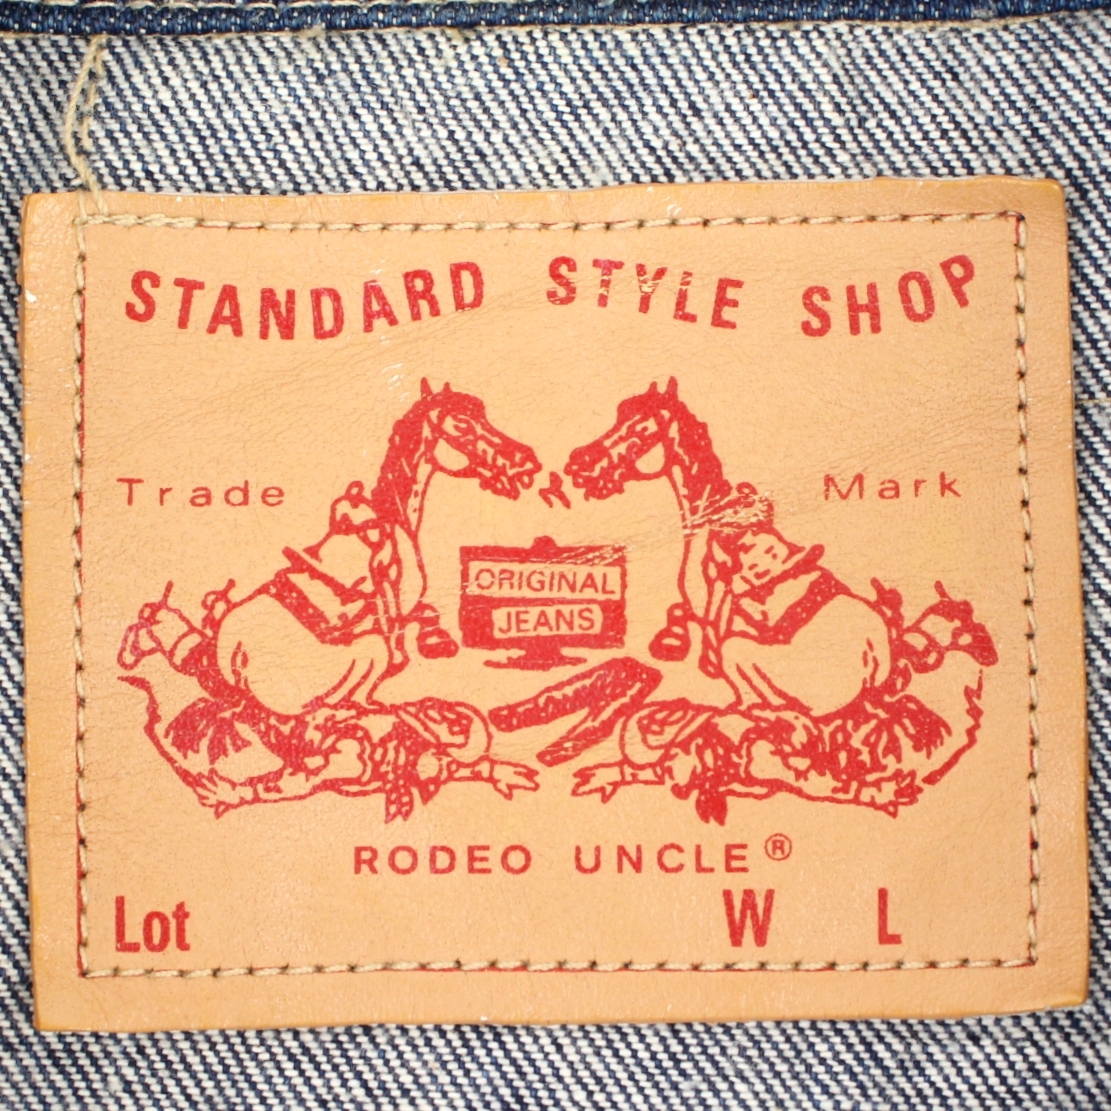 STANDARD STYLE SHOP
Trade Mark
ORIGINAL
JEANS
RODEO UNCLE®
Lot W L